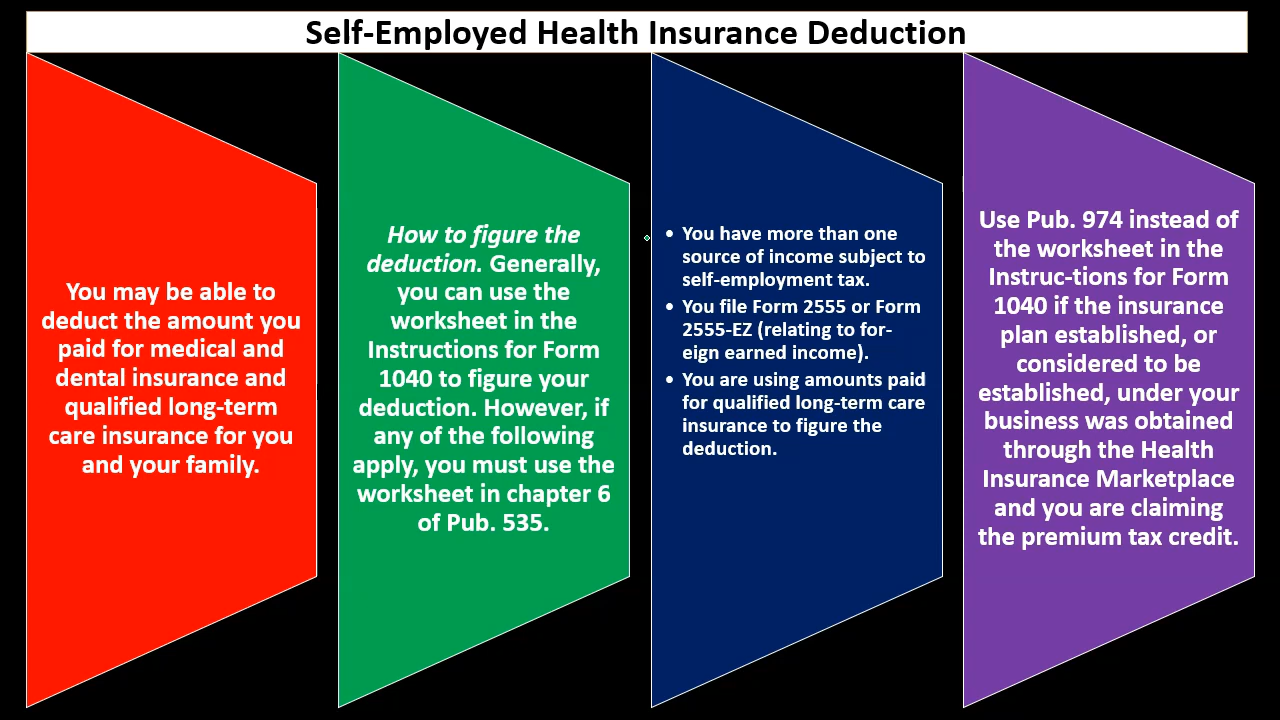 Self-Employed Health Insurance Deduction
You may be able to
deduct the amount you
paid for medical and
dental insurance and
qualified long-term
care insurance for you
and your family.
How to figure the
deduction. Generally,
you can use the
worksheet in the
Instructions for Form
1040 to figure your
deduction. However, if
any of the following
apply, you must use the
worksheet in chapter 6
of Pub. 535.
• You have more than one
source of income subject to
self-employment tax.
• You file Form 2555 or Form
2555-EZ (relating to for-
eign earned income).
• You are using amounts paid
for qualified long-term care
insurance to figure the
deduction.
Use Pub. 974 instead of
the worksheet in the
Instruc-tions for Form
1040 if the insurance
plan established, or
considered to be
established, under your
business was obtained
through the Health
Insurance Marketplace
and you are claiming
the premium tax credit.